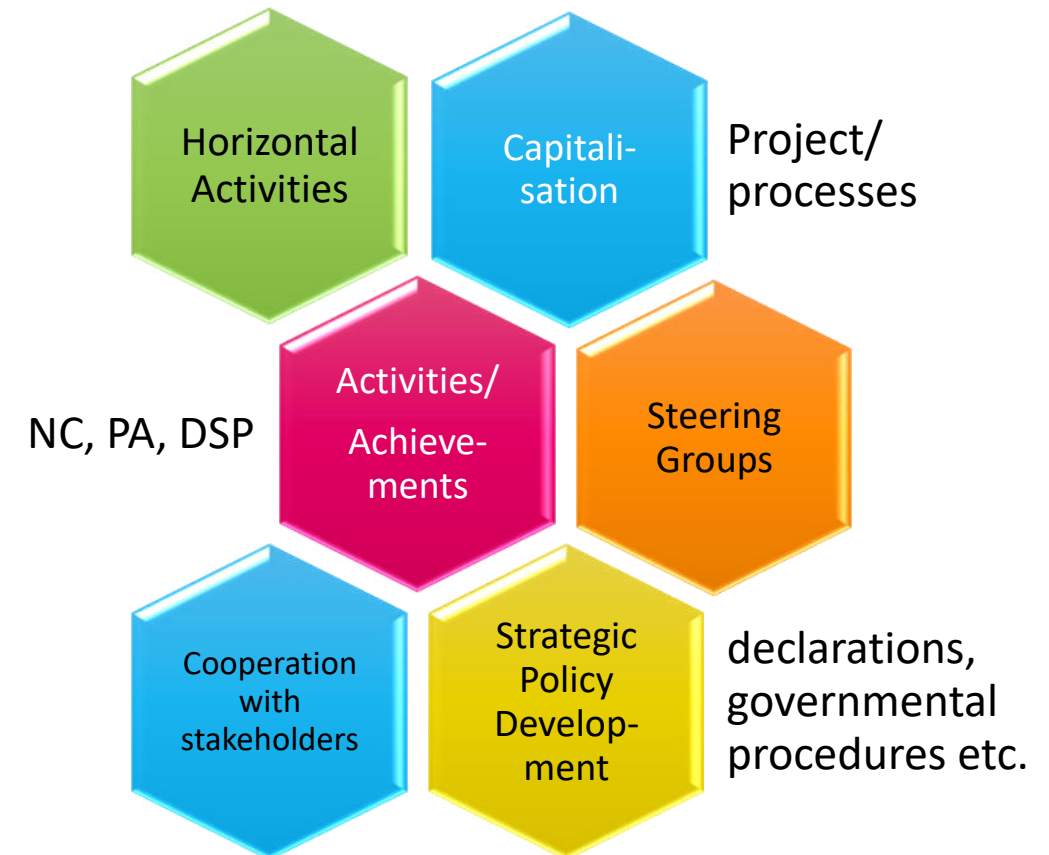 Horizontal
Activities
Capitali-
sation
Project/
processes
NC, PA, DSP
Activities/
Achieve-
ments
Steering
Groups
Cooperation
with
stakeholders
Strategic
Policy
Develop-
ment
declarations,
governmental
procedures etc.